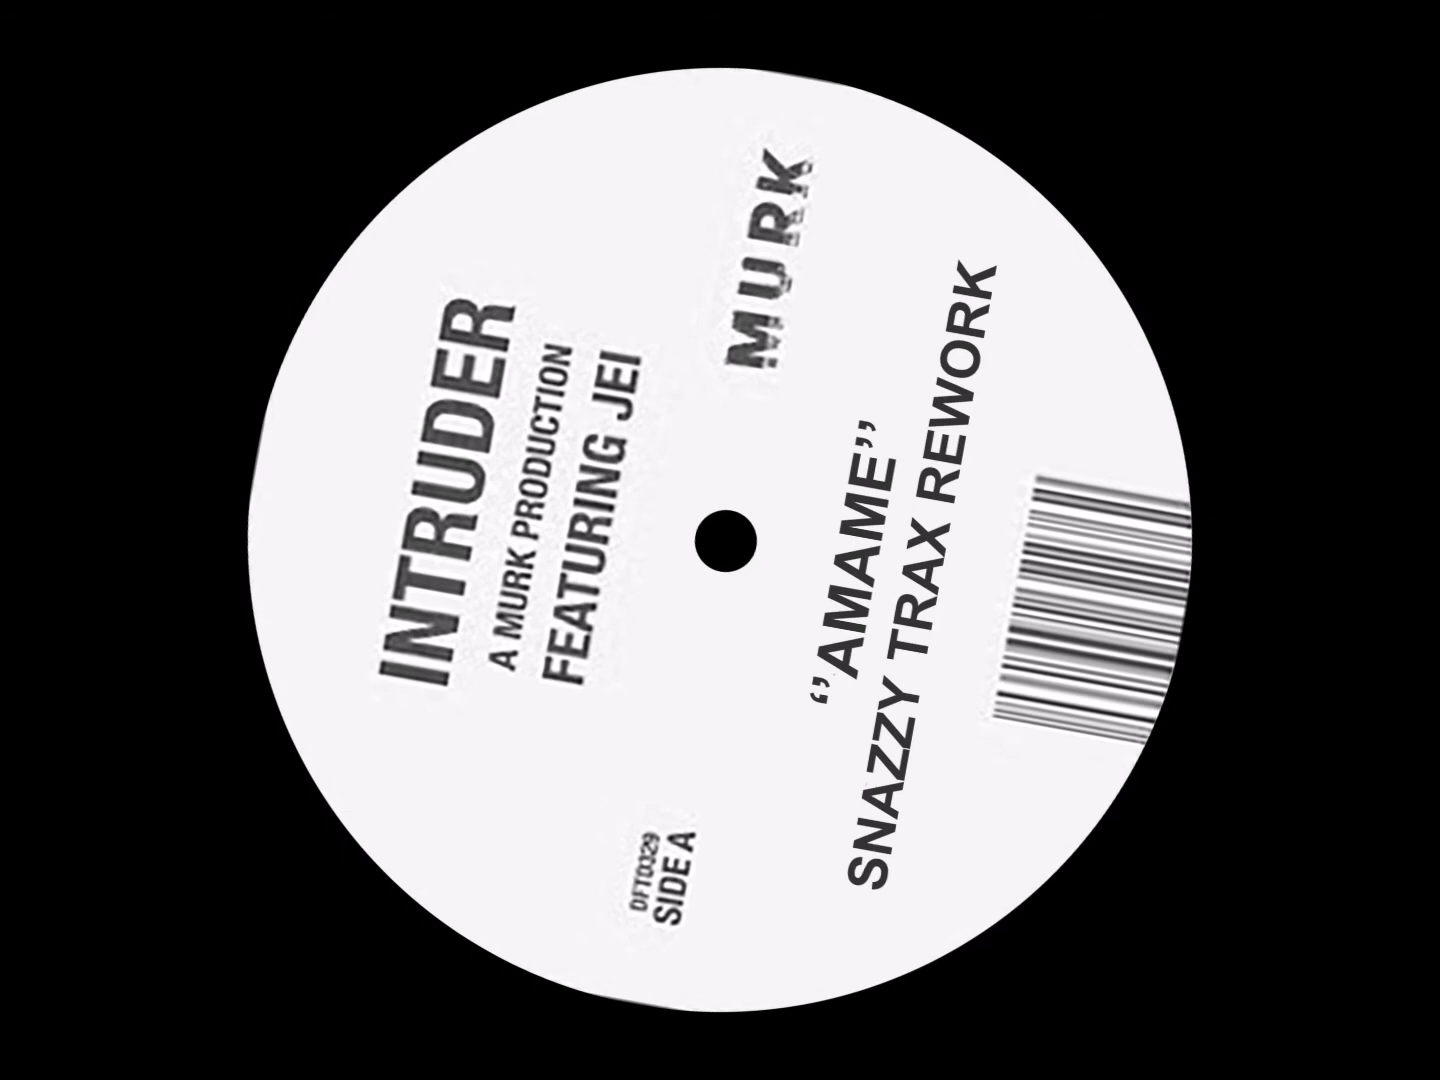 INTRUDER
A MURK PRODUCTION
FEATURING JEI
MURK
DFT0329
SIDE A
‘’AMAME’’
SNAZZY TRAX REWORK